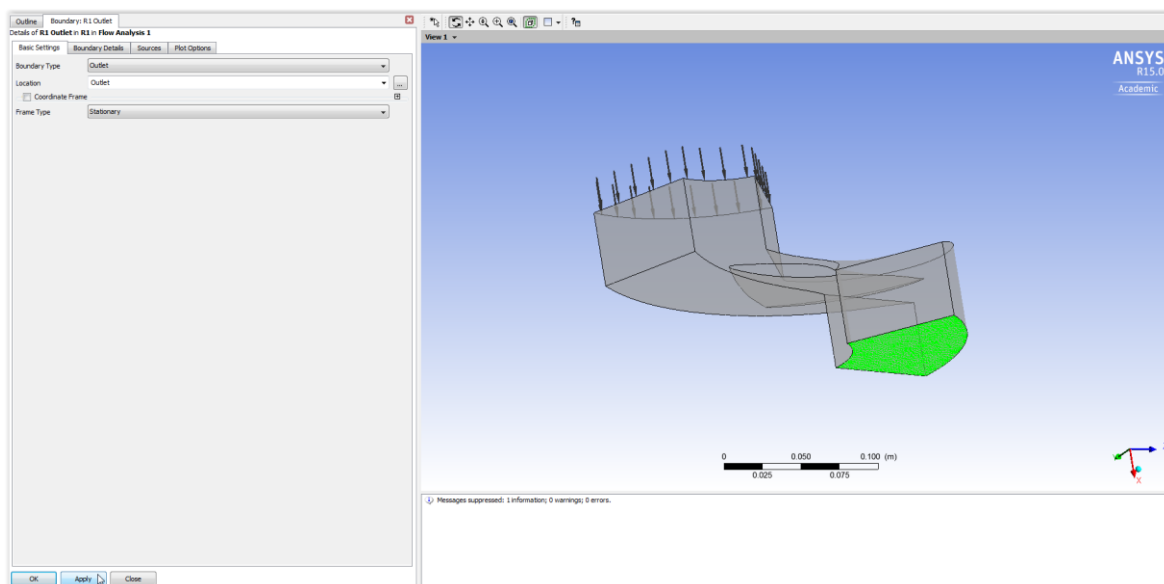 Outline Boundary: R1 Outlet
Details of R1 Outlet in R1 in Flow Analysis 1
Basic Settings Boundary Details Sources Plot Options
Boundary Type Outlet
Location Outlet ...
Coordinate Frame
Frame Type Stationary
OK Apply Close
View 1
ANSYS
R15.0
Academic
0 0.050 0.100 (m)
0.025 0.075
X
Messages suppressed: 1 information; 0 warnings; 0 errors.